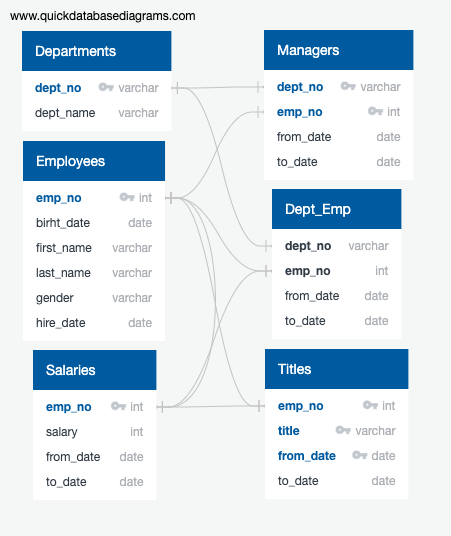 www.quickdatabasediagrams.com
Departments
dept_no varchar
dept_name varchar
Managers
dept_no varchar
emp_no int
from_date date
to_date date
Employees
emp_no int
birht_date date
first_name varchar
last_name varchar
gender varchar
hire_date date
Dept_Emp
dept_no varchar
emp_no int
from_date date
to_date date
Salaries
emp_no int
salary int
from_date date
to_date date
Titles
emp_no int
title varchar
from_date date
to_date date